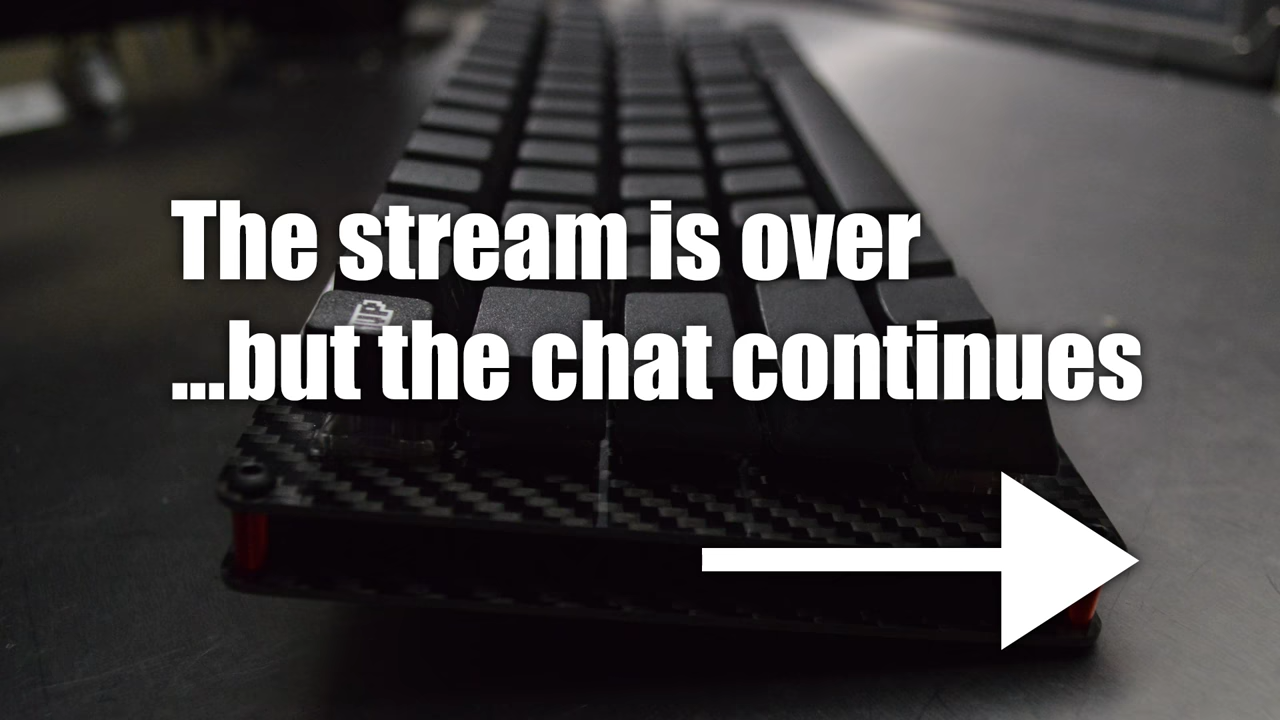 The stream is over
...but the chat continues